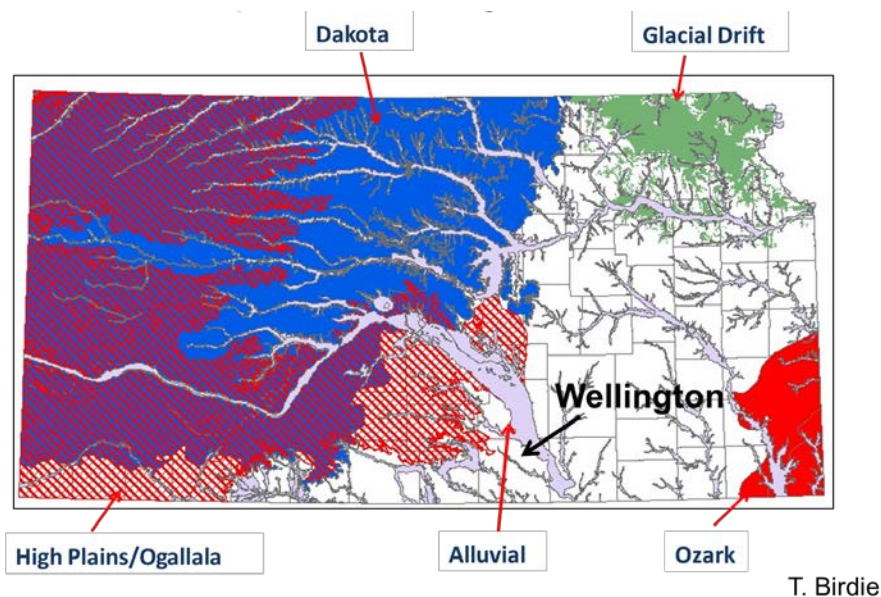 Dakota
Glacial Drift
Wellington
High Plains/Ogallala
Alluvial
Ozark
T. Birdie